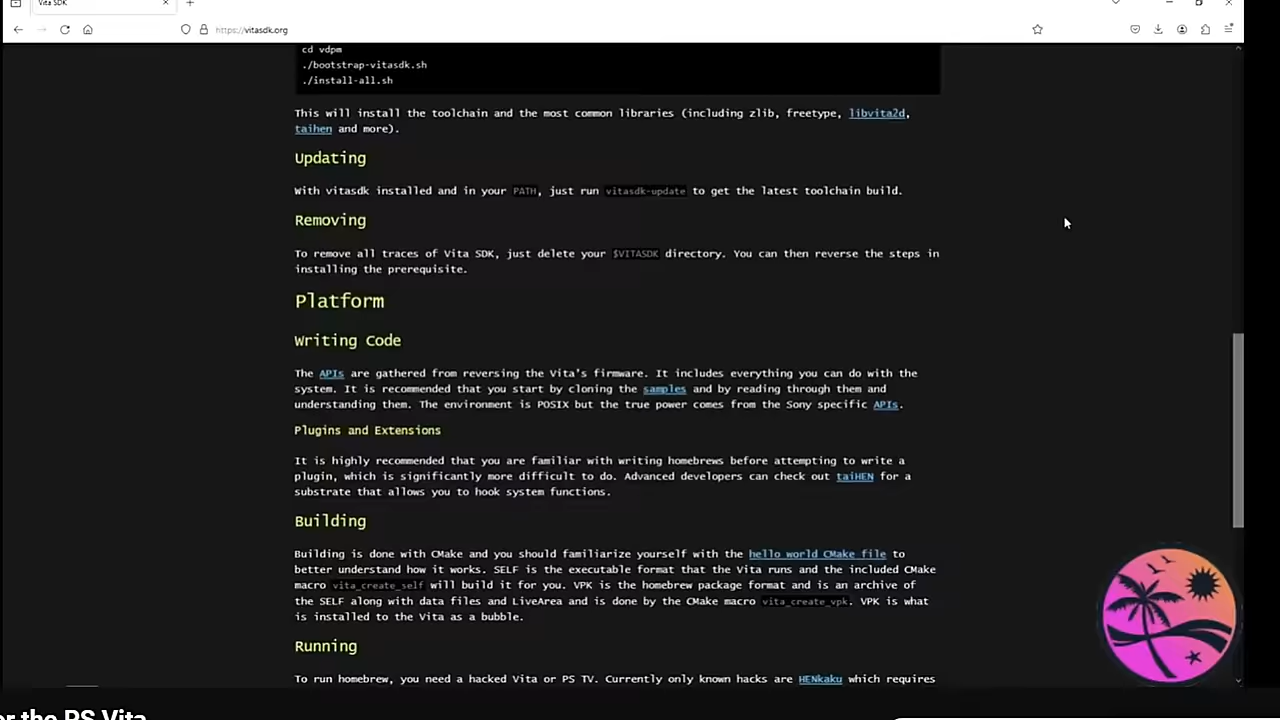 Vita SDK
https://vitasdk.org
cd vdpm
./bootstrap-vitasdk.sh
./install-all.sh
This will install the toolchain and the most common libraries (including zlib, freetype, libvita2d,
taihen and more).
Updating
With vitasdk installed and in your PATH, just run vitasdk-update to get the latest toolchain build.
Removing
To remove all traces of Vita SDK, just delete your $VITASDK directory. You can then reverse the steps in
installing the prerequisite.
Platform
Writing Code
The APIs are gathered from reversing the Vita's firmware. It includes everything you can do with the
system. It is recommended that you start by cloning the samples and by reading through them and
understanding them. The environment is POSIX but the true power comes from the Sony specific APIs.
Plugins and Extensions
It is highly recommended that you are familiar with writing homebrews before attempting to write a
plugin, which is significantly more difficult to do. Advanced developers can check out taiHEN for a
substrate that allows you to hook system functions.
Building
Building is done with CMake and you should familiarize yourself with the hello world CMake file to
better understand how it works. SELF is the executable format that the Vita runs and the included CMake
macro vita_create_self will build it for you. VPK is the homebrew package format and is an archive of
the SELF along with data files and LiveArea and is done by the CMake macro vita_create_vpk. VPK is what
is installed to the Vita as a bubble.
Running
To run homebrew, you need a hacked Vita or PS TV. Currently only known hacks are HENkaku which requires
or the PS Vita